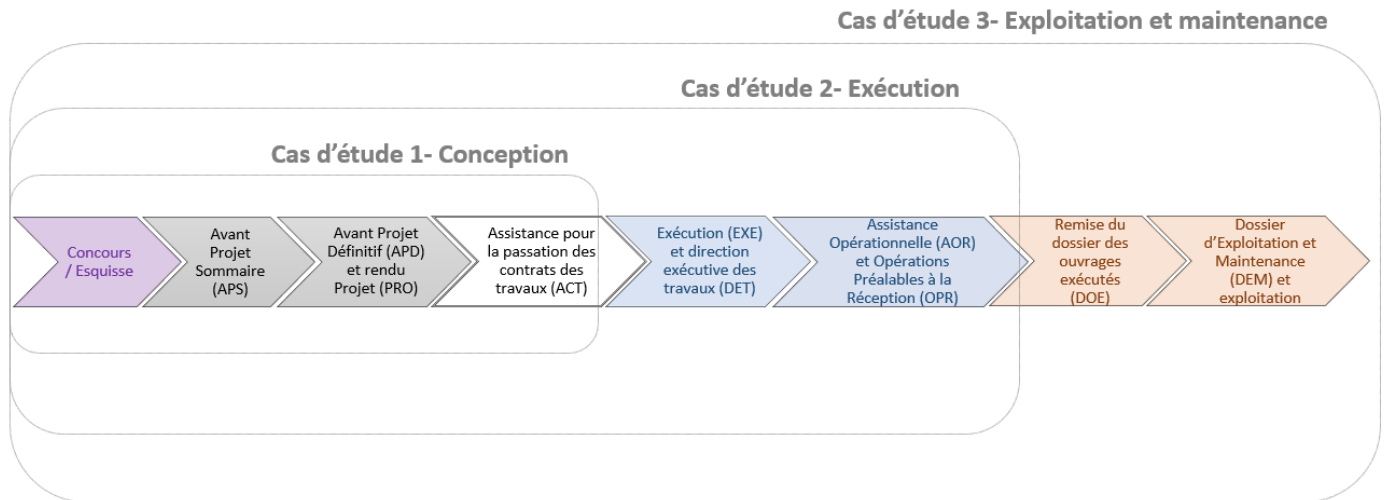 Cas d'étude 3- Exploitation et maintenance
Cas d'étude 2- Exécution
Cas d'étude 1- Conception
Concours
/ Esquisse
Avant
Projet
Sommaire
(APS)
Avant Projet
Définitif (APD)
et rendu
Projet (PRO)
Assistance pour
la passation des
contrats des
travaux (ACT)
Exécution (EXE)
et direction
exécutive des
travaux (DET)
Assistance
Opérationnelle (AOR)
et Opérations
Préalables à la
Réception (OPR)
Remise du
dossier des
ouvrages
exécutés
(DOE)
Dossier
d'Exploitation et
Maintenance
(DEM) et
exploitation